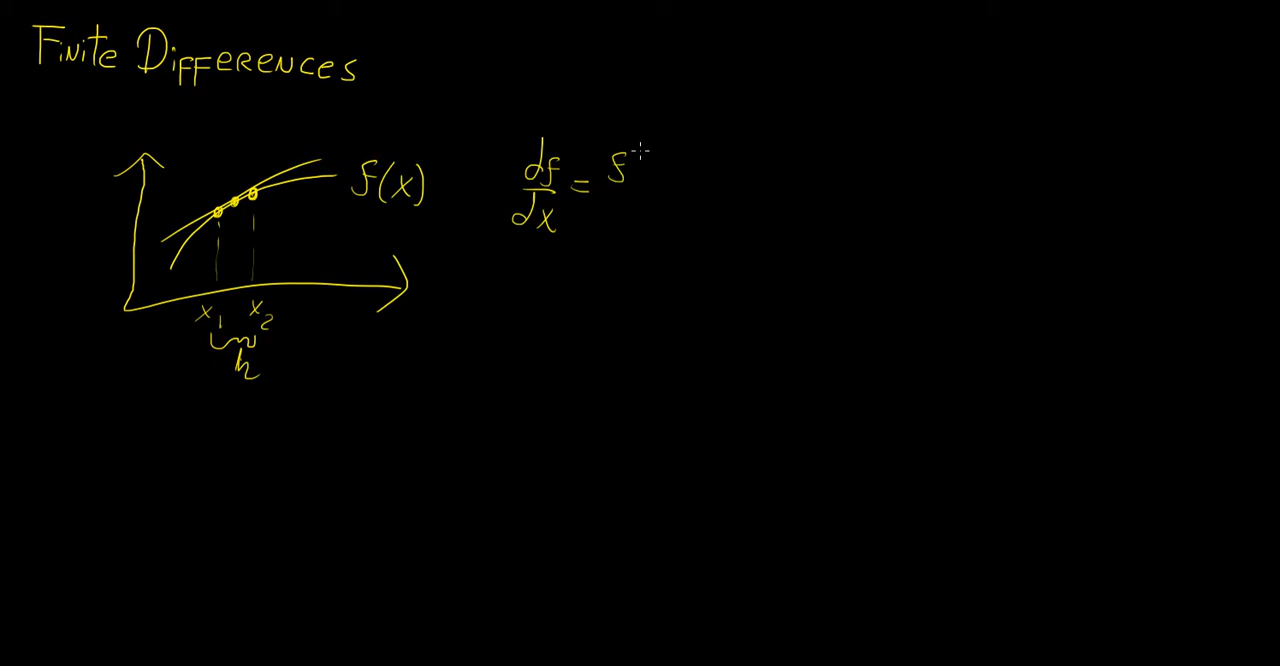 Finite Differences
f(x)
df/dx = f
x1 x2
h